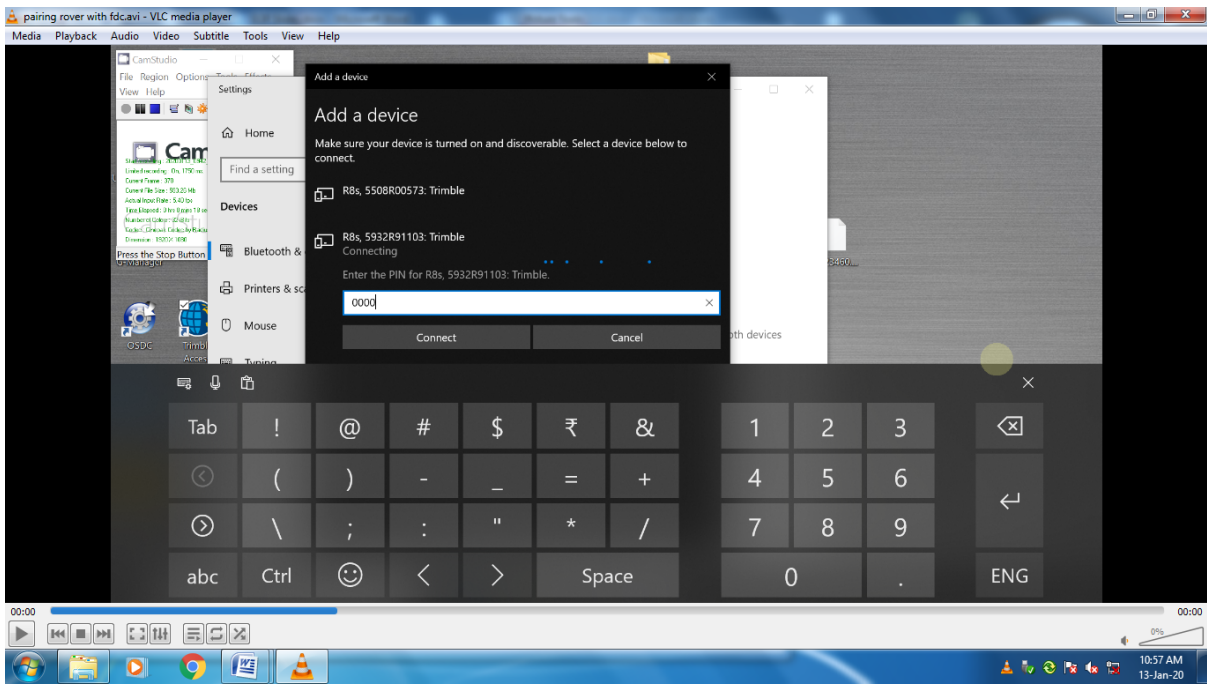 pairing rover with fdc.avi - VLC media player
Media Playback Audio Video Subtitle Tools View Help
CamStudio
File Region Options
View Help
Cam
Press the Stop Button
OSDC
Settings
Home
Find a setting
Devices
Bluetooth &
Printers & sca
Mouse
Typing
Add a device
Add a device
Make sure your device is turned on and discoverable. Select a device below to
connect.
R8s, 5508R00573: Trimble
R8s, 5932R91103: Trimble
Connecting
Enter the PIN for R8s, 5932R91103: Trimble.
0000
Connect Cancel
oth devices
Tab ! @ # $ ₹ & 1 2 3
( ) - _ = + 4 5 6
\ ; : " * / 7 8 9
abc Ctrl < > Space 0 . ENG
00:00 00:00
0%
10:57 AM
13-Jan-20